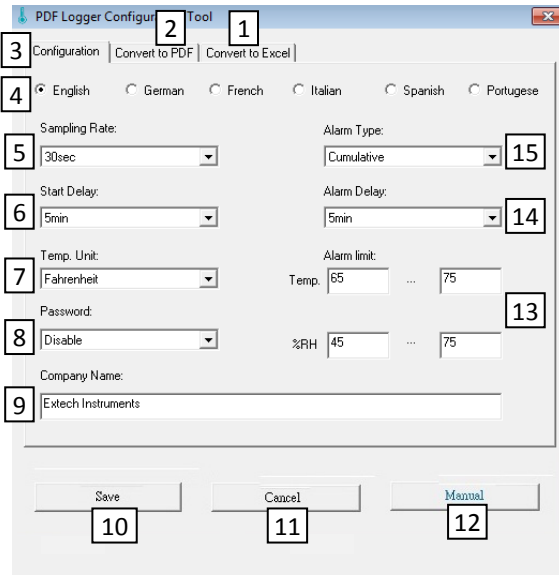 PDF Logger Configur Tool
1
2
3
Configuration
Convert to PDF
Convert to Excel
4
English
German
French
Italian
Spanish
Portugese
Sampling Rate:
Alarm Type:
5
30sec
Cumulative
15
Start Delay:
Alarm Delay:
6
5min
5min
14
Temp. Unit:
Alarm limit:
7
Fahrenheit
Temp.
65
...
75
13
Password:
8
Disable
%RH
45
...
75
Company Name:
9
Extech Instruments
Save
Cancel
Manual
10
11
12